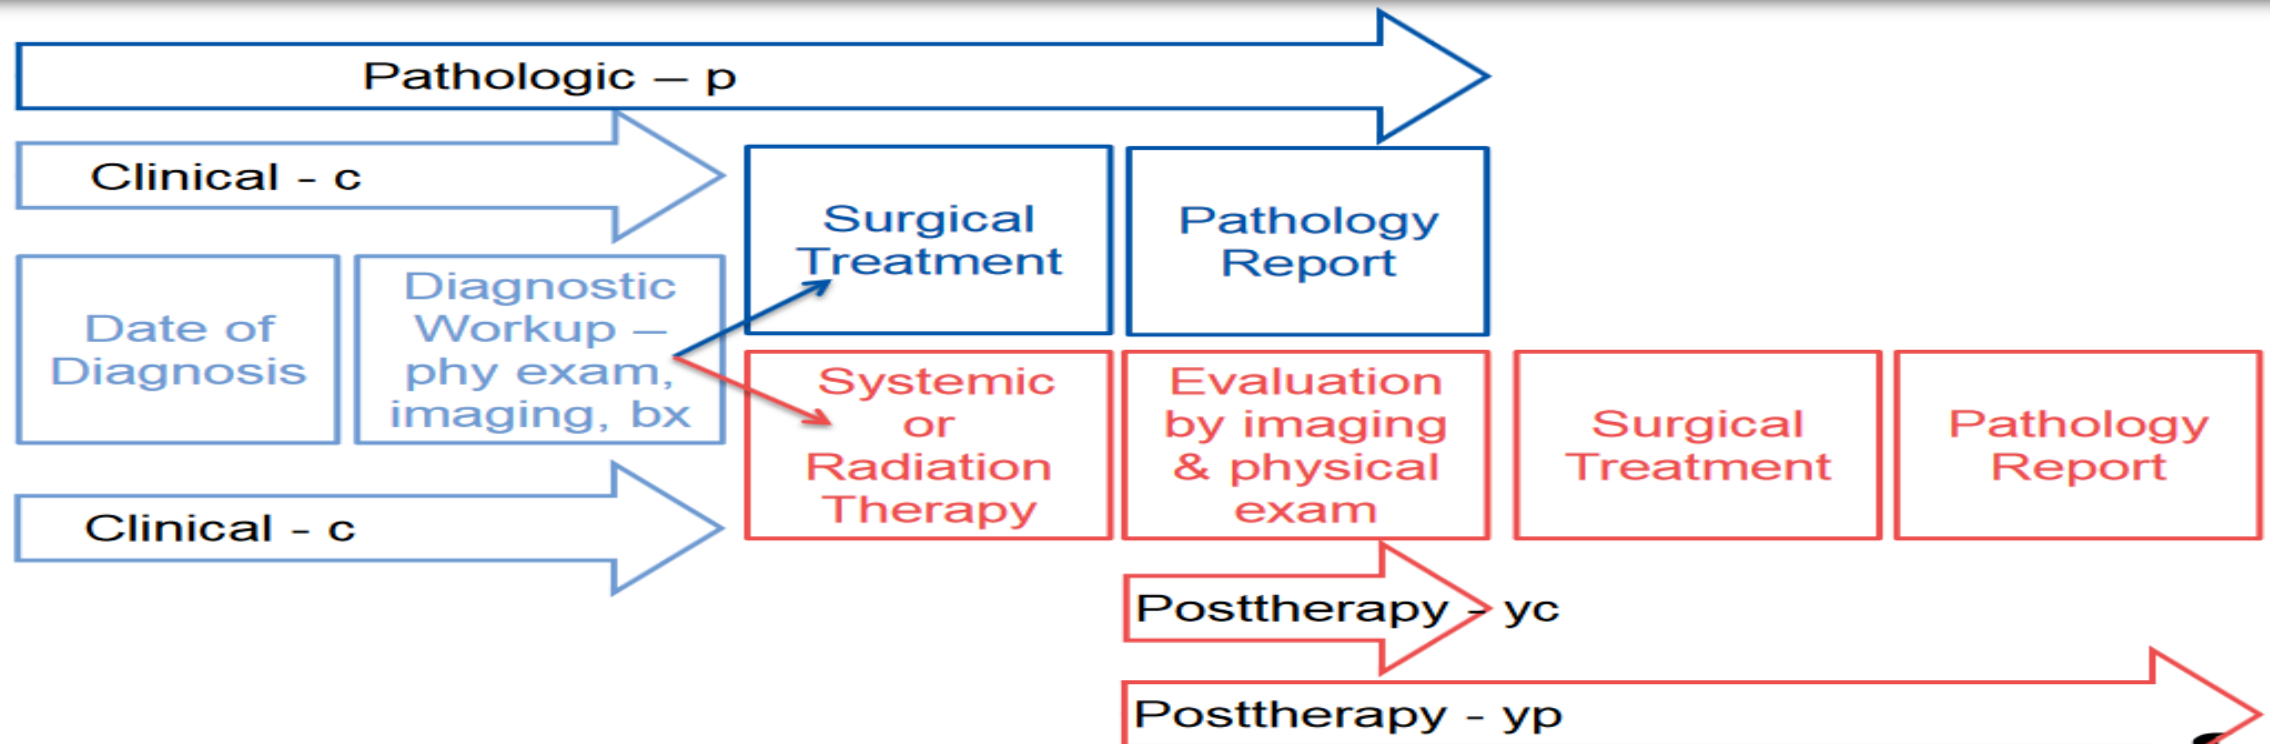 Pathologic – p
Clinical - c
Surgical
Treatment
Pathology
Report
Date of
Diagnosis
Diagnostic
Workup –
phy exam,
imaging, bx
Systemic
or
Radiation
Therapy
Evaluation
by imaging
& physical
exam
Surgical
Treatment
Pathology
Report
Clinical - c
Posttherapy - yc
Posttherapy - yp